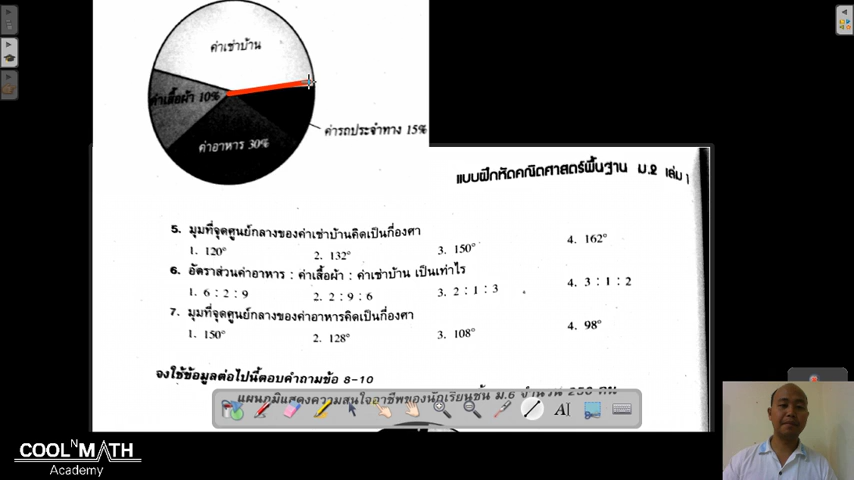 ค่าเช่าบ้าน
ค่าเสื้อผ้า 10%
ค่ารถประจำทาง 15%
ค่าอาหาร 30%
แบบฝึกหัดคณิตศาสตร์พื้นฐาน ม.2 เล่ม 1
5. มุมที่จุดศูนย์กลางของค่าเช่าบ้านคิดเป็นกี่องศา
1. 120° 2. 132° 3. 150° 4. 162°
6. อัตราส่วนค่าอาหาร : ค่าเสื้อผ้า : ค่าเช่าบ้าน เป็นเท่าไร
1. 6 : 2 : 9 2. 2 : 9 : 6 3. 2 : 1 : 3 4. 3 : 1 : 2
7. มุมที่จุดศูนย์กลางของค่าอาหารคิดเป็นกี่องศา
1. 150° 2. 128° 3. 108° 4. 98°
จงใช้ข้อมูลต่อไปนี้ตอบคำถามข้อ 8-10
แผนภูมิแสดงความสนใจอาชีพของนักเรียนชั้น ม.6 จำนวน 250 คน
AI
COOL N MATH
Academy